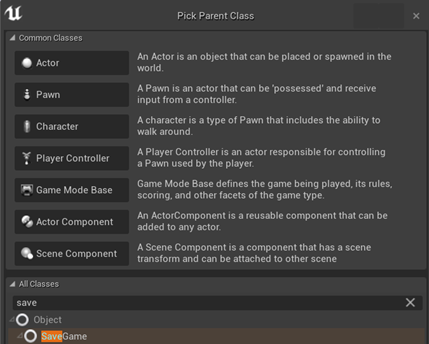 Pick Parent Class
Common Classes
Actor
An Actor is an object that can be placed or spawned in the
world.
Pawn
A Pawn is an actor that can be 'possessed' and receive
input from a controller.
Character
A character is a type of Pawn that includes the ability to
walk around.
Player Controller
A Player Controller is an actor responsible for controlling
a Pawn used by the player.
Game Mode Base
Game Mode Base defines the game being played, its rules,
scoring, and other facets of the game type.
Actor Component
An ActorComponent is a reusable component that can be
added to any actor.
Scene Component
A Scene Component is a component that has a scene
transform and can be attached to other scene
All Classes
save
Object
SaveGame